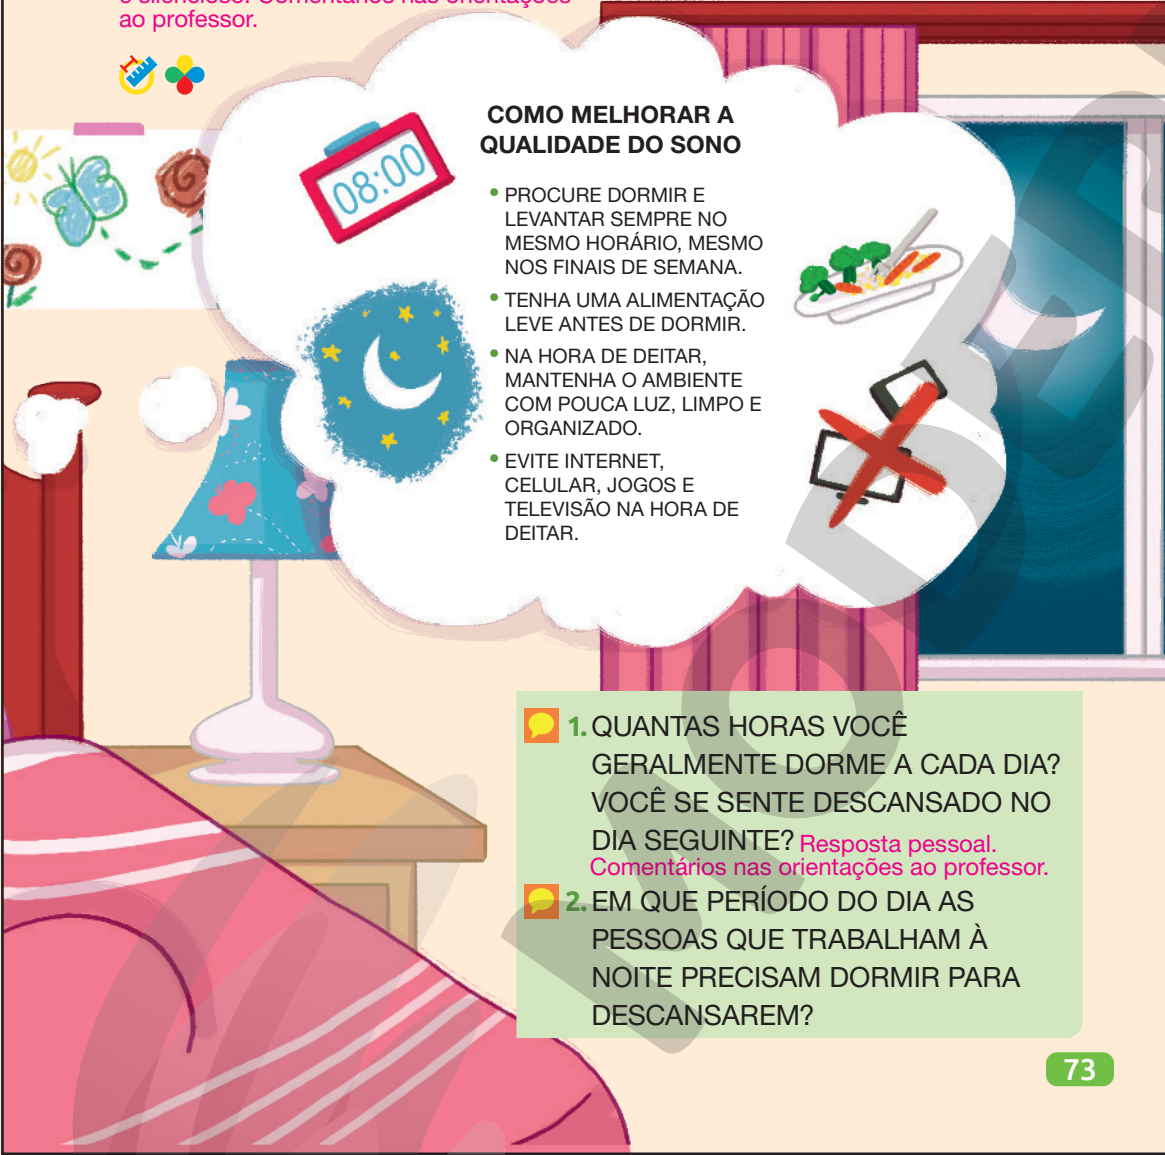 e silencioso. Comentários nas orientações
ao professor.
COMO MELHORAR A
QUALIDADE DO SONO
08:00
• PROCURE DORMIR E
LEVANTAR SEMPRE NO
MESMO HORÁRIO, MESMO
NOS FINAIS DE SEMANA.
• TENHA UMA ALIMENTAÇÃO
LEVE ANTES DE DORMIR.
• NA HORA DE DEITAR,
MANTENHA O AMBIENTE
COM POUCA LUZ, LIMPO E
ORGANIZADO.
• EVITE INTERNET,
CELULAR, JOGOS E
TELEVISÃO NA HORA DE
DEITAR.
1. QUANTAS HORAS VOCÊ
GERALMENTE DORME A CADA DIA?
VOCÊ SE SENTE DESCANSADO NO
DIA SEGUINTE? Resposta pessoal.
Comentários nas orientações ao professor.
2. EM QUE PERÍODO DO DIA AS
PESSOAS QUE TRABALHAM À
NOITE PRECISAM DORMIR PARA
DESCANSAREM?
73